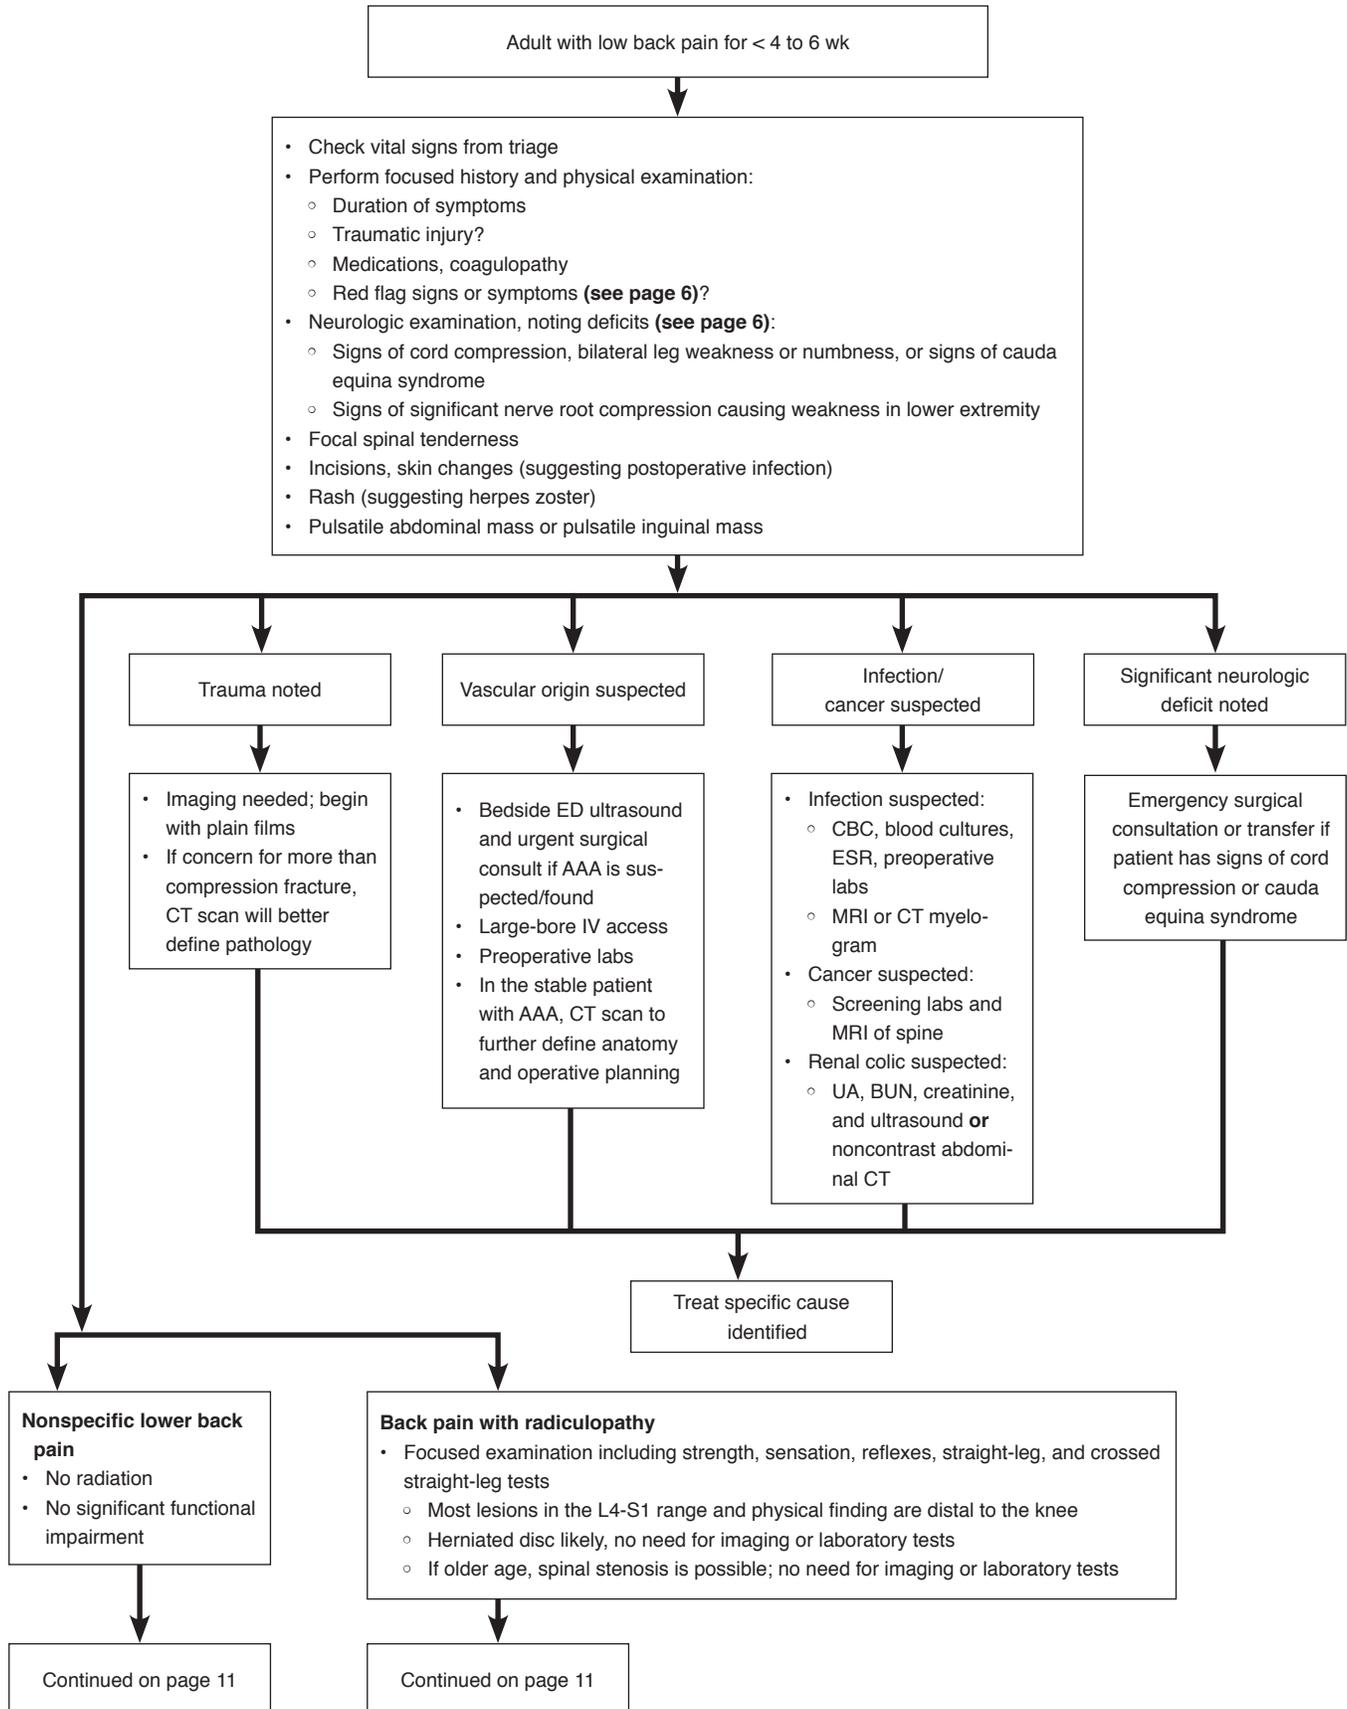 Adult with low back pain for < 4 to 6 wk
• Check vital signs from triage
• Perform focused history and physical examination:
○ Duration of symptoms
○ Traumatic injury?
○ Medications, coagulopathy
○ Red flag signs or symptoms (see page 6)?
• Neurologic examination, noting deficits (see page 6):
○ Signs of cord compression, bilateral leg weakness or numbness, or signs of cauda
equina syndrome
○ Signs of significant nerve root compression causing weakness in lower extremity
• Focal spinal tenderness
• Incisions, skin changes (suggesting postoperative infection)
• Rash (suggesting herpes zoster)
• Pulsatile abdominal mass or pulsatile inguinal mass
Trauma noted
• Imaging needed; begin
with plain films
• If concern for more than
compression fracture,
CT scan will better
define pathology
Vascular origin suspected
• Bedside ED ultrasound
and urgent surgical
consult if AAA is sus-
pected/found
• Large-bore IV access
• Preoperative labs
• In the stable patient
with AAA, CT scan to
further define anatomy
and operative planning
Infection/
cancer suspected
• Infection suspected:
○ CBC, blood cultures,
ESR, preoperative
labs
○ MRI or CT myelo-
gram
• Cancer suspected:
○ Screening labs and
MRI of spine
• Renal colic suspected:
○ UA, BUN, creatinine,
and ultrasound or
noncontrast abdomi-
nal CT
Significant neurologic
deficit noted
Emergency surgical
consultation or transfer if
patient has signs of cord
compression or cauda
equina syndrome
Treat specific cause
identified
Nonspecific lower back
pain
• No radiation
• No significant functional
impairment
Continued on page 11
Back pain with radiculopathy
• Focused examination including strength, sensation, reflexes, straight-leg, and crossed
straight-leg tests
○ Most lesions in the L4-S1 range and physical finding are distal to the knee
○ Herniated disc likely, no need for imaging or laboratory tests
○ If older age, spinal stenosis is possible; no need for imaging or laboratory tests
Continued on page 11